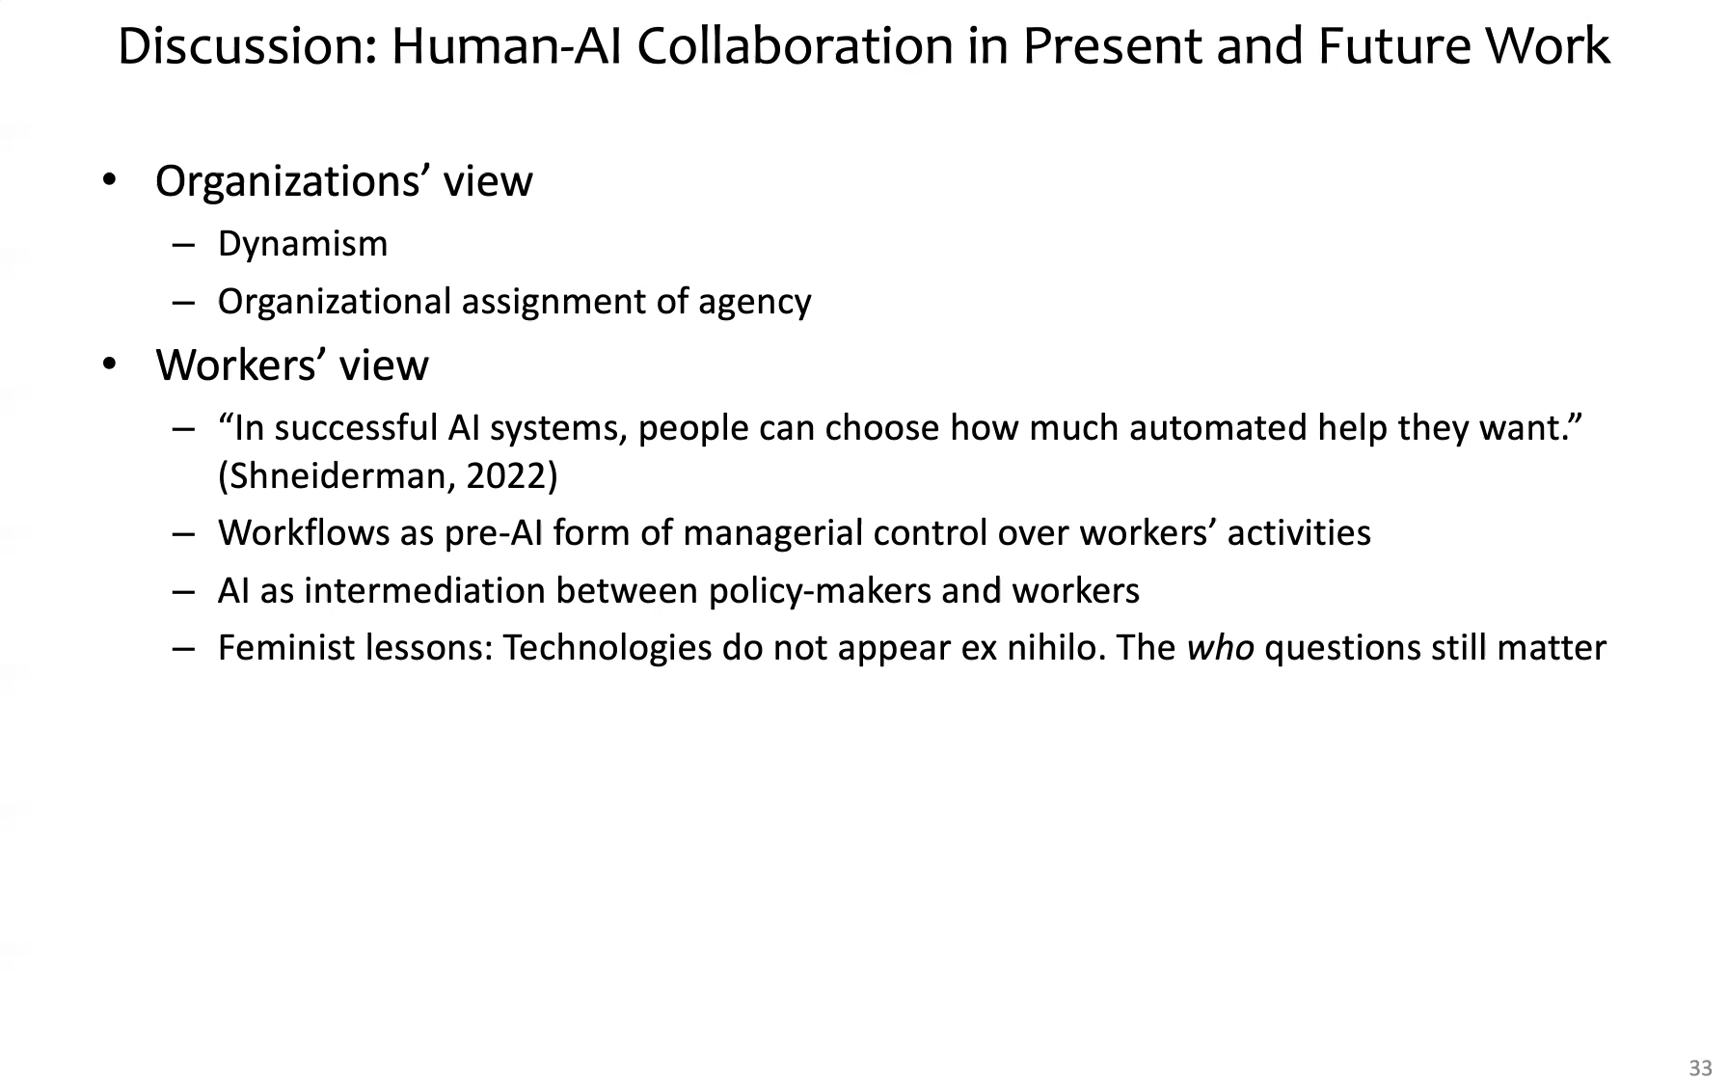 Discussion: Human-AI Collaboration in Present and Future Work
• Organizations’ view
– Dynamism
– Organizational assignment of agency
• Workers’ view
– “In successful AI systems, people can choose how much automated help they want.”
(Shneiderman, 2022)
– Workflows as pre-AI form of managerial control over workers’ activities
– AI as intermediation between policy-makers and workers
– Feminist lessons: Technologies do not appear ex nihilo. The who questions still matter
33